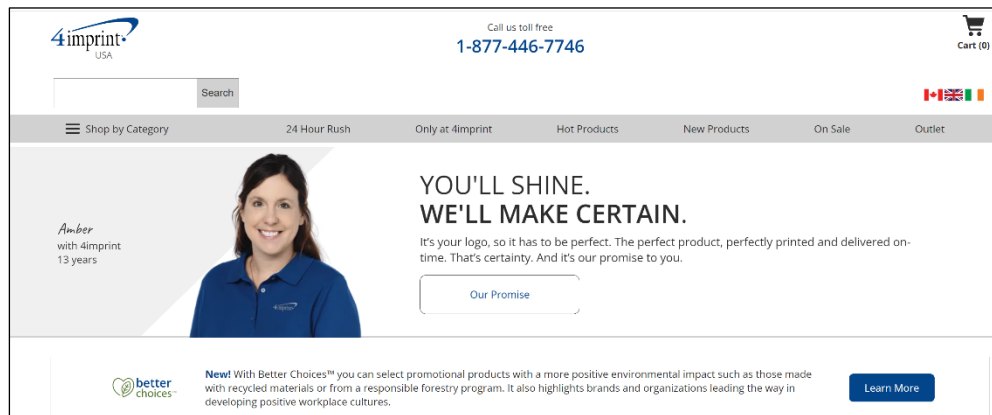 4imprint
USA
Call us toll free
1-877-446-7746
Cart (0)
Search
Shop by Category
24 Hour Rush
Only at 4imprint
Hot Products
New Products
On Sale
Outlet
Amber
with 4imprint
13 years
4imprint
YOU'LL SHINE.
WE'LL MAKE CERTAIN.
It's your logo, so it has to be perfect. The perfect product, perfectly printed and delivered on-
time. That's certainty. And it's our promise to you.
Our Promise
better
choices™
New! With Better Choices™ you can select promotional products with a more positive environmental impact such as those made
with recycled materials or from a responsible forestry program. It also highlights brands and organizations leading the way in
developing positive workplace cultures.
Learn More